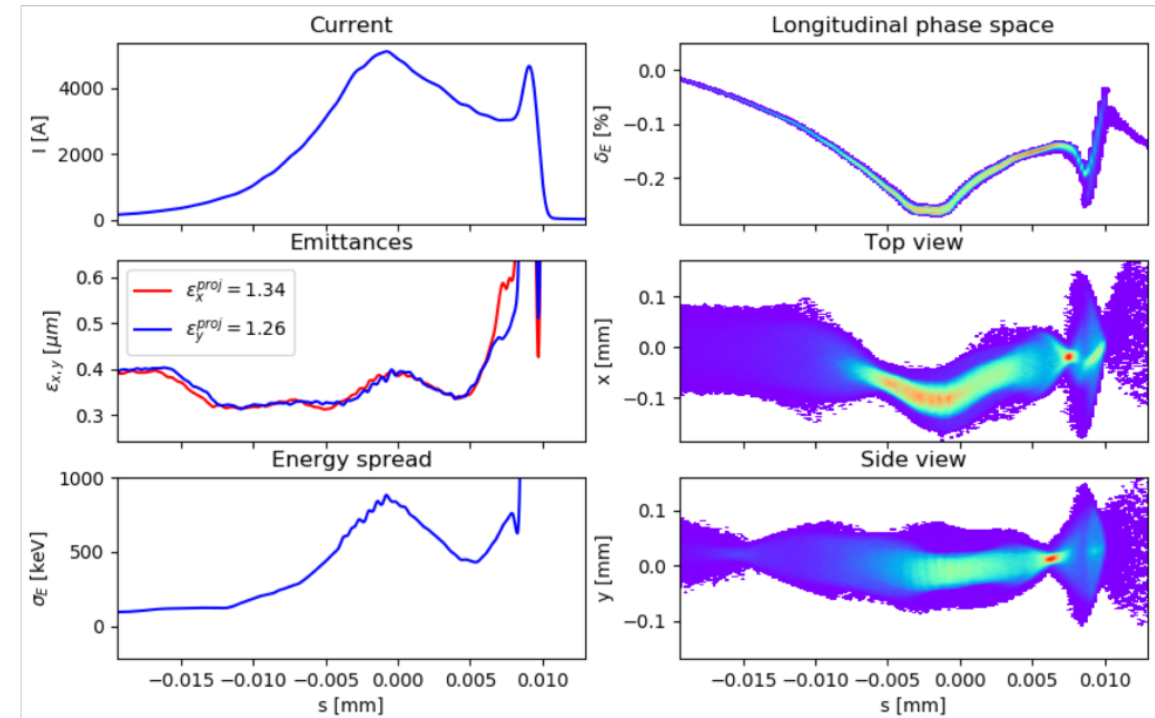 Current
I [A]
4000
2000
0
Longitudinal phase space
δ_E [%]
0.0
−0.1
−0.2
Emittances
ε_{x,y} [μm]
0.6
0.5
0.4
0.3
ε_x^{proj} = 1.34
ε_y^{proj} = 1.26
Top view
x [mm]
0.1
0.0
−0.1
Energy spread
σ_E [keV]
1000
500
0
−0.015 −0.010 −0.005 0.000 0.005 0.010
s [mm]
Side view
y [mm]
0.1
0.0
−0.1
−0.015 −0.010 −0.005 0.000 0.005 0.010
s [mm]